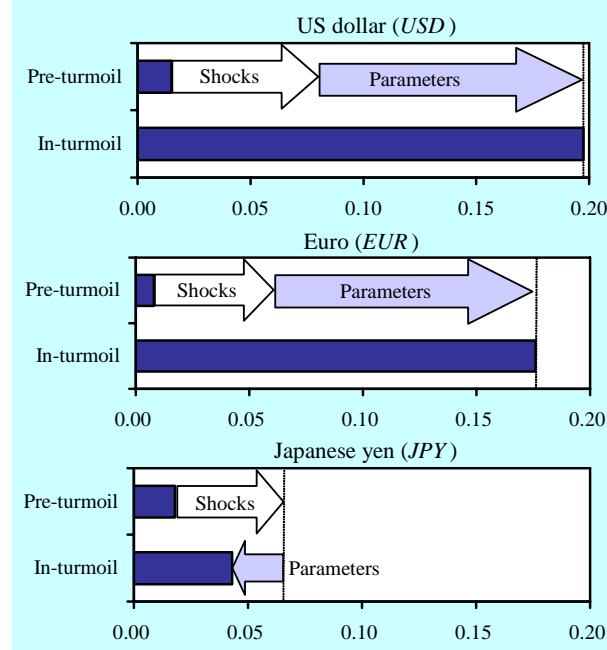 US dollar (USD)
Pre-turmoil Shocks Parameters
In-turmoil
0.00 0.05 0.10 0.15 0.20
Euro (EUR)
Pre-turmoil Shocks Parameters
In-turmoil
0.00 0.05 0.10 0.15 0.20
Japanese yen (JPY)
Pre-turmoil Shocks
In-turmoil Parameters
0.00 0.05 0.10 0.15 0.20